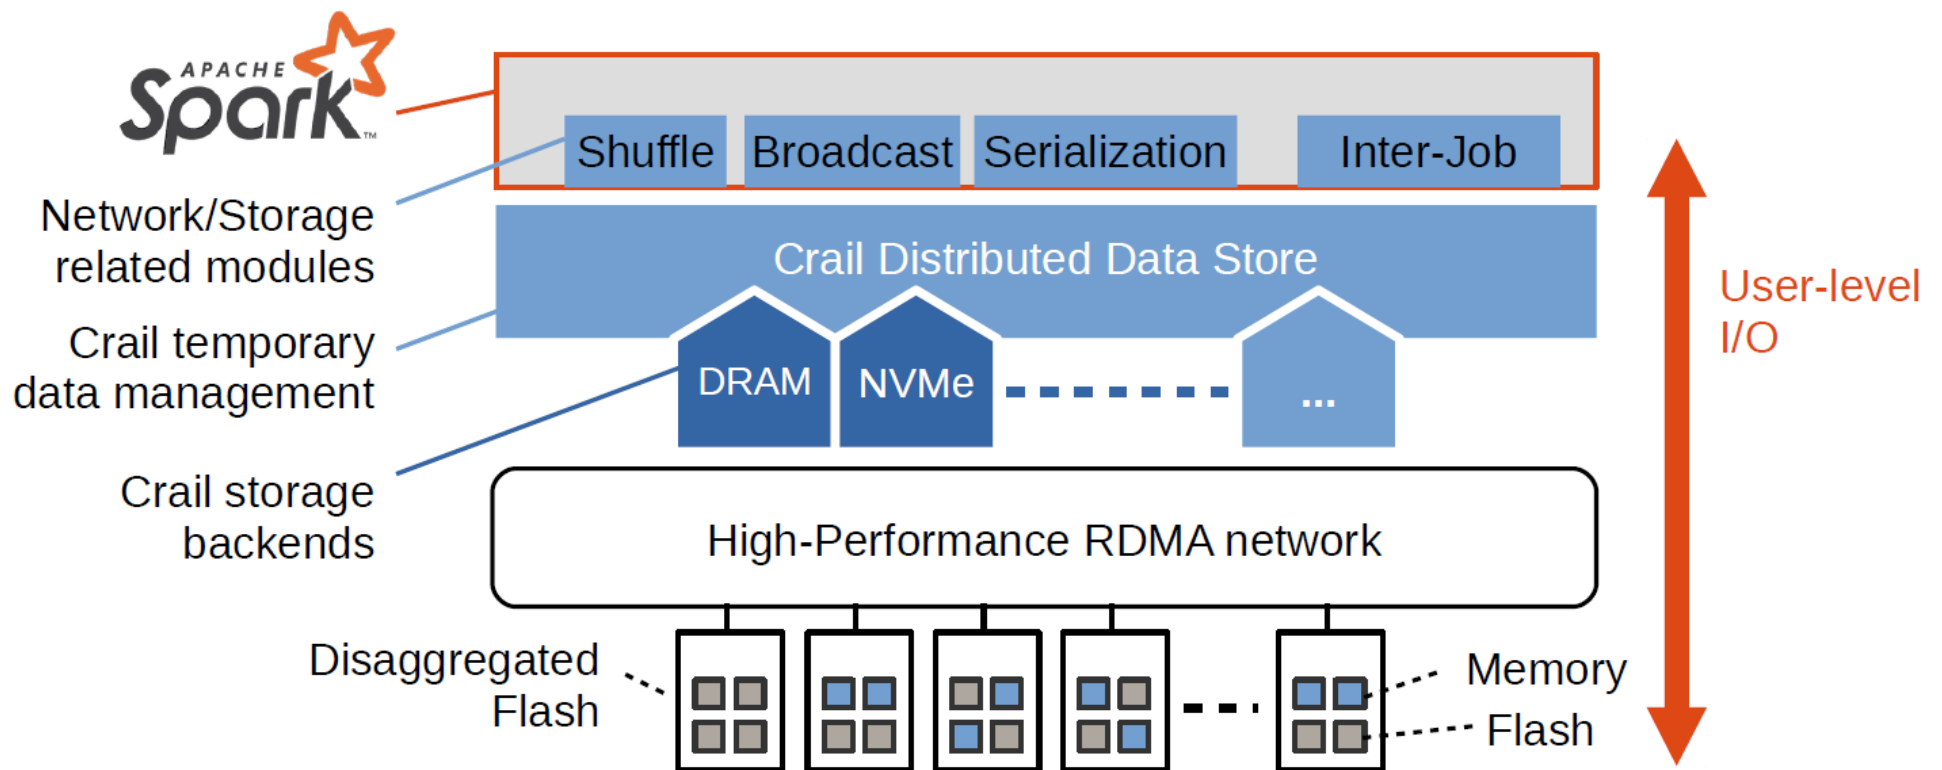 APACHE
Spark™
Shuffle
Broadcast
Serialization
Inter-Job
Network/Storage
related modules
Crail Distributed Data Store
User-level
I/O
Crail temporary
data management
DRAM
NVMe
...
Crail storage
backends
High-Performance RDMA network
Disaggregated
Flash
Memory
Flash